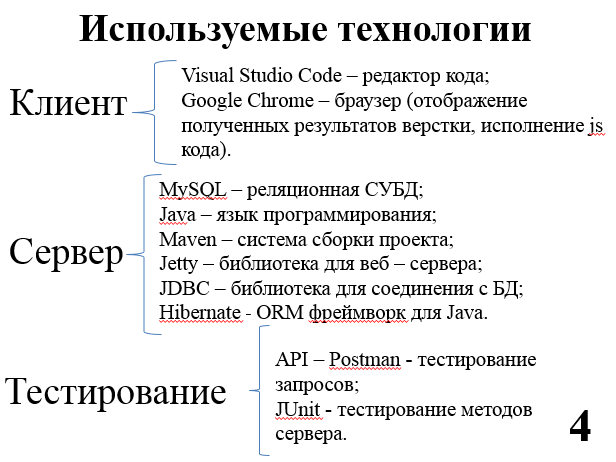 Используемые технологии
Клиент
Visual Studio Code – редактор кода;
Google Chrome – браузер (отображение
полученных результатов верстки, исполнение js
кода).
Сервер
MySQL – реляционная СУБД;
Java – язык программирования;
Maven – система сборки проекта;
Jetty – библиотека для веб – сервера;
JDBC – библиотека для соединения с БД;
Hibernate - ORM фреймворк для Java.
Тестирование
API – Postman - тестирование
запросов;
JUnit - тестирование методов
сервера.
4